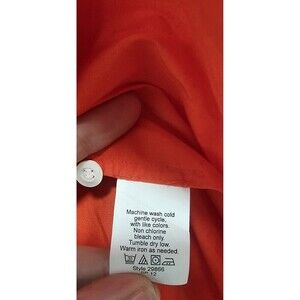 Machine wash cold
gentle cycle,
with like colors.
Non chlorine
bleach only.
Tumble dry low.
Warm iron as needed.
Style 29866
12